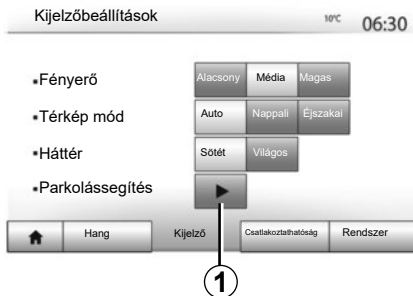 Kijelzőbeállítások 10°C 06:30
▪Fényerő Alacsony Média Magas
▪Térkép mód Auto Nappali Éjszakai
▪Háttér Sötét Világos
▪Parkolássegítés
Hang Kijelző Csatlakoztathatóság Rendszer
1